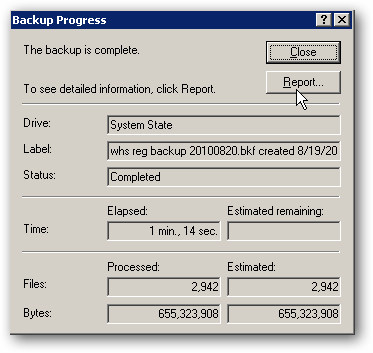 Backup Progress
The backup is complete.
Close
To see detailed information, click Report.
Report...
Drive: System State
Label: whs reg backup 20100820.bkf created 8/19/20
Status: Completed
Elapsed: Estimated remaining:
Time: 1 min., 14 sec.
Processed: Estimated:
Files: 2,942 2,942
Bytes: 655,323,908 655,323,908